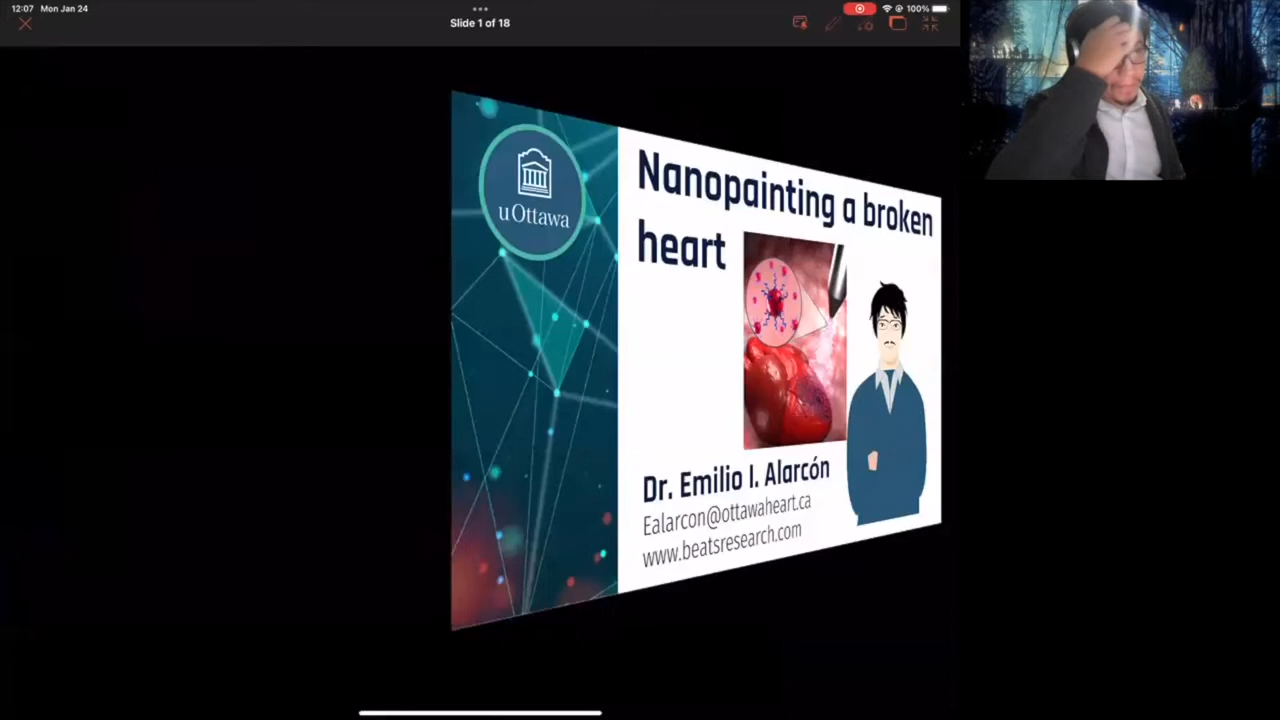 12:07 Mon Jan 24
100%
Slide 1 of 18
uOttawa
Nanopainting a broken
heart
Dr. Emilio I. Alarcón
Ealarcon@ottawaheart.ca
www.beatsresearch.com